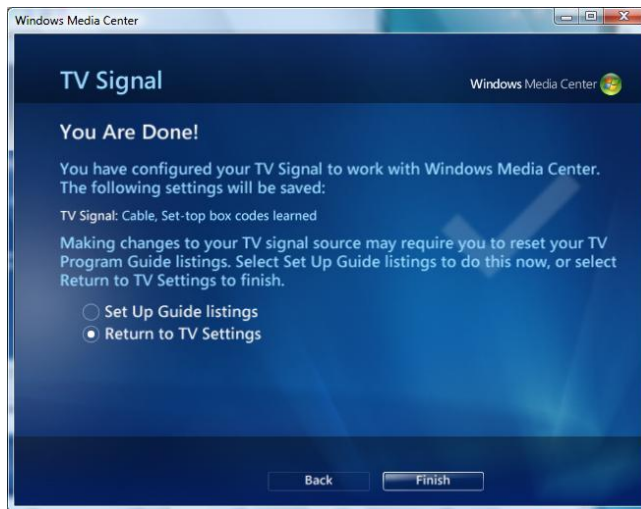 Windows Media Center
TV Signal
Windows Media Center
You Are Done!
You have configured your TV Signal to work with Windows Media Center.
The following settings will be saved:
TV Signal: Cable, Set-top box codes learned
Making changes to your TV signal source may require you to reset your TV
Program Guide listings. Select Set Up Guide listings to do this now, or select
Return to TV Settings to finish.
Set Up Guide listings
Return to TV Settings
Back
Finish